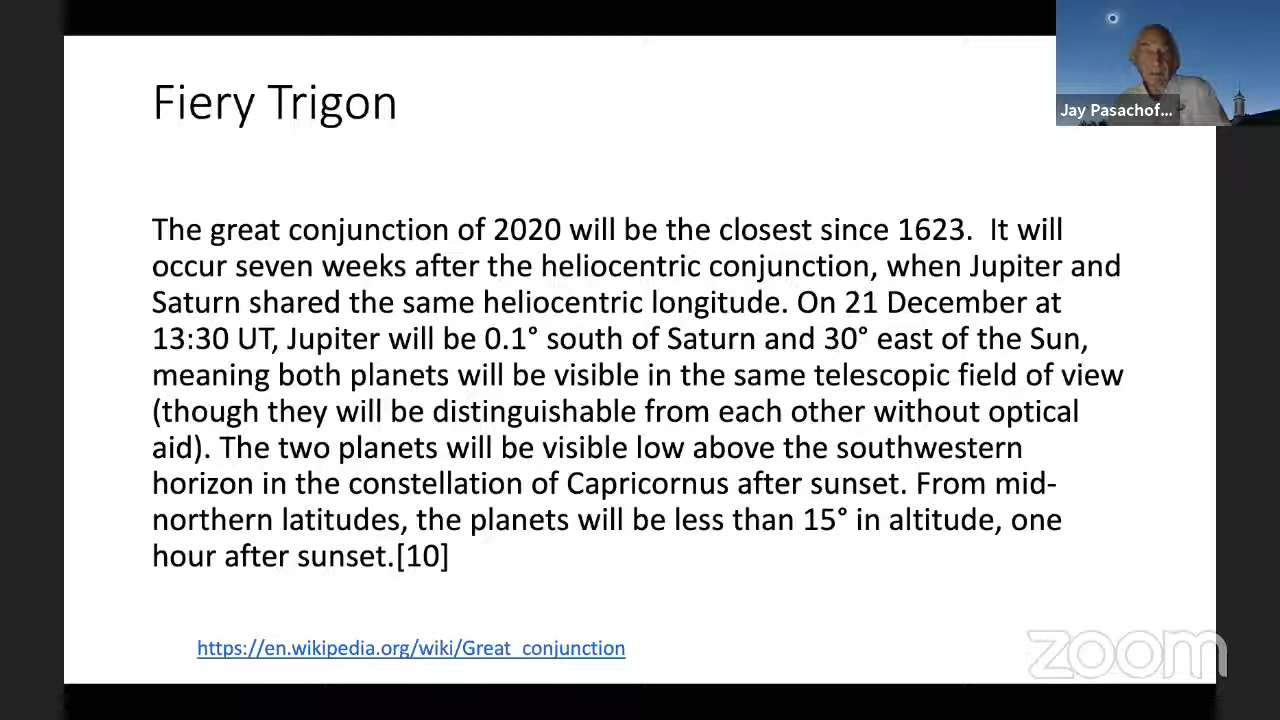 Fiery Trigon
Jay Pasachof...
The great conjunction of 2020 will be the closest since 1623.  It will
occur seven weeks after the heliocentric conjunction, when Jupiter and
Saturn shared the same heliocentric longitude. On 21 December at
13:30 UT, Jupiter will be 0.1° south of Saturn and 30° east of the Sun,
meaning both planets will be visible in the same telescopic field of view
(though they will be distinguishable from each other without optical
aid). The two planets will be visible low above the southwestern
horizon in the constellation of Capricornus after sunset. From mid-
northern latitudes, the planets will be less than 15° in altitude, one
hour after sunset.[10]
https://en.wikipedia.org/wiki/Great_conjunction
zoom